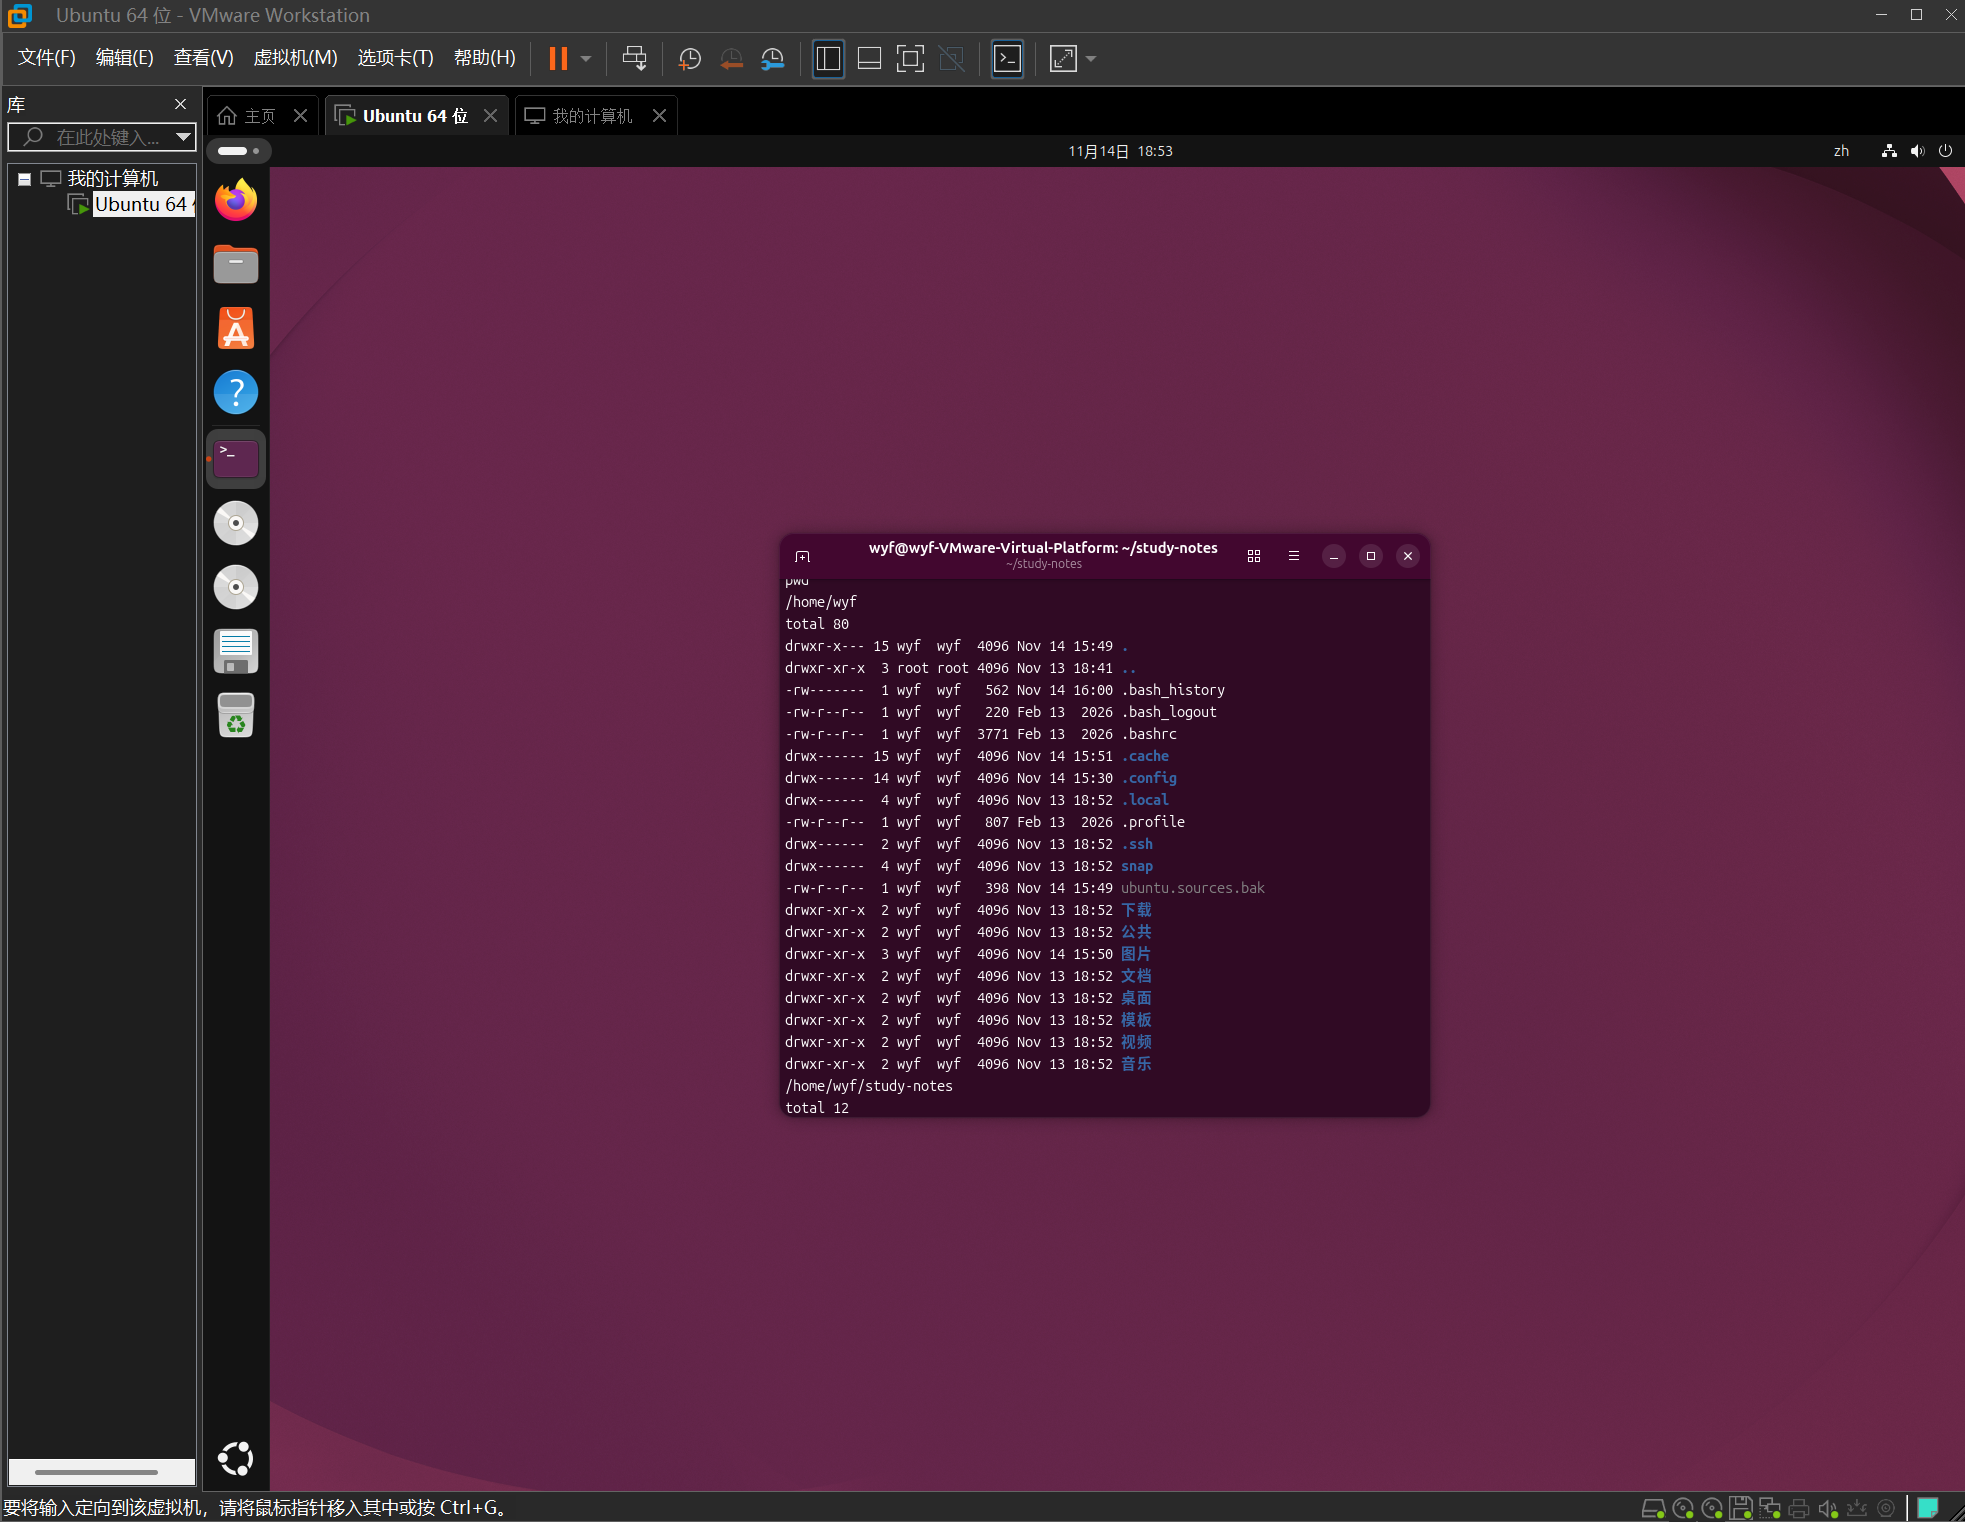 Ubuntu 64 位 - VMware Workstation
文件(F) 编辑(E) 查看(V) 虚拟机(M) 选项卡(T) 帮助(H)
库
在此处键入...
我的计算机
Ubuntu 64
主页
Ubuntu 64 位
我的计算机
11月14日 18:53
zh
wyf@wyf-VMware-Virtual-Platform: ~/study-notes
~/study-notes
pwd
/home/wyf
total 80
drwxr-x--- 15 wyf  wyf  4096 Nov 14 15:49 .
drwxr-xr-x  3 root root 4096 Nov 13 18:41 ..
-rw-------  1 wyf  wyf   562 Nov 14 16:00 .bash_history
-rw-r--r--  1 wyf  wyf   220 Feb 13  2026 .bash_logout
-rw-r--r--  1 wyf  wyf  3771 Feb 13  2026 .bashrc
drwx------ 15 wyf  wyf  4096 Nov 14 15:51 .cache
drwx------ 14 wyf  wyf  4096 Nov 14 15:30 .config
drwx------  4 wyf  wyf  4096 Nov 13 18:52 .local
-rw-r--r--  1 wyf  wyf   807 Feb 13  2026 .profile
drwx------  2 wyf  wyf  4096 Nov 13 18:52 .ssh
drwx------  4 wyf  wyf  4096 Nov 13 18:52 snap
-rw-r--r--  1 wyf  wyf   398 Nov 14 15:49 ubuntu.sources.bak
drwxr-xr-x  2 wyf  wyf  4096 Nov 13 18:52 下载
drwxr-xr-x  2 wyf  wyf  4096 Nov 13 18:52 公共
drwxr-xr-x  3 wyf  wyf  4096 Nov 14 15:50 图片
drwxr-xr-x  2 wyf  wyf  4096 Nov 13 18:52 文档
drwxr-xr-x  2 wyf  wyf  4096 Nov 13 18:52 桌面
drwxr-xr-x  2 wyf  wyf  4096 Nov 13 18:52 模板
drwxr-xr-x  2 wyf  wyf  4096 Nov 13 18:52 视频
drwxr-xr-x  2 wyf  wyf  4096 Nov 13 18:52 音乐
/home/wyf/study-notes
total 12
要将输入定向到该虚拟机，请将鼠标指针移入其中或按 Ctrl+G。